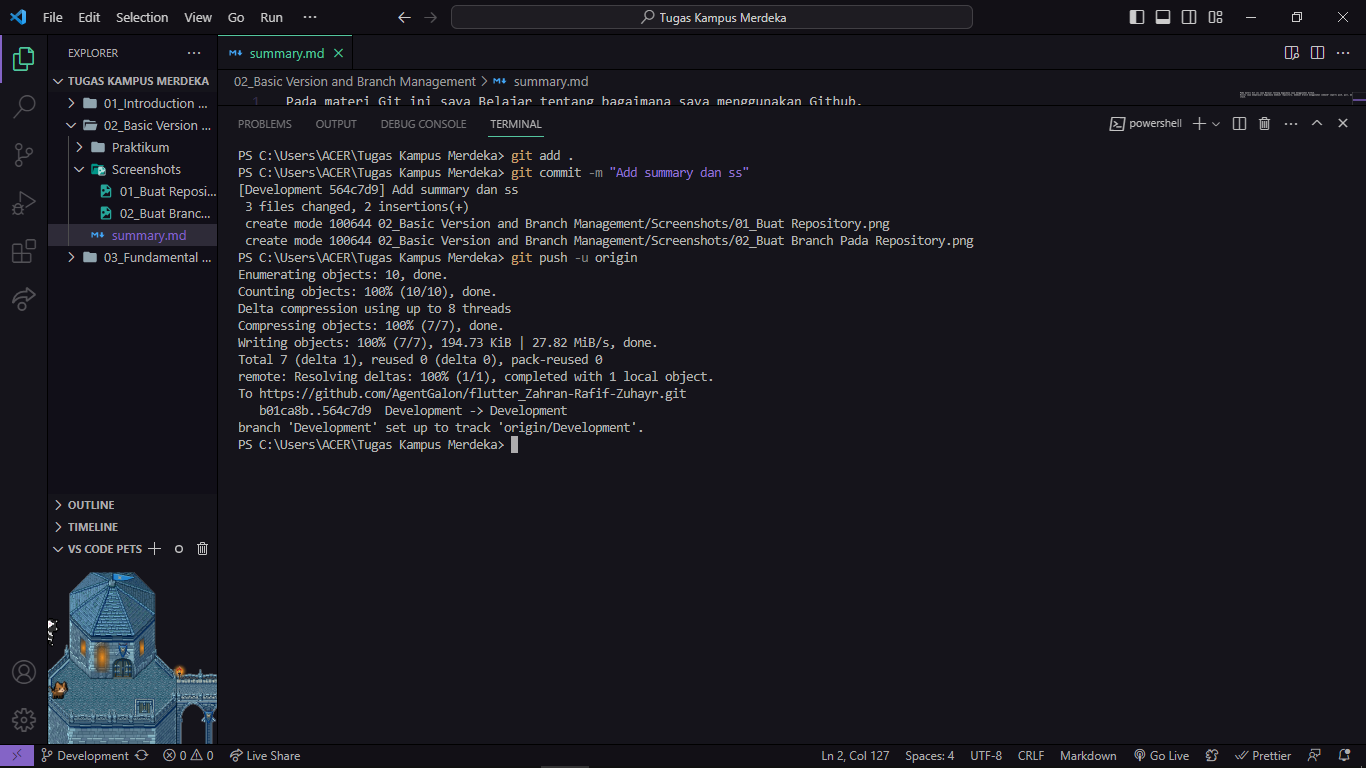 File Edit Selection View Go Run ···
Tugas Kampus Merdeka
EXPLORER ···
TUGAS KAMPUS MERDEKA
01_Introduction ...
02_Basic Version ...
Praktikum
Screenshots
01_Buat Reposi...
02_Buat Branc...
summary.md
03_Fundamental ...
OUTLINE
TIMELINE
VS CODE PETS
summary.md
02_Basic Version and Branch Management > summary.md
1 Pada materi Git ini saya Belajar tentang bagaimana saya menggunakan Github.
PROBLEMS OUTPUT DEBUG CONSOLE TERMINAL
powershell
PS C:\Users\ACER\Tugas Kampus Merdeka> git add .
PS C:\Users\ACER\Tugas Kampus Merdeka> git commit -m "Add summary dan ss"
[Development 564c7d9] Add summary dan ss
3 files changed, 2 insertions(+)
create mode 100644 02_Basic Version and Branch Management/Screenshots/01_Buat Repository.png
create mode 100644 02_Basic Version and Branch Management/Screenshots/02_Buat Branch Pada Repository.png
PS C:\Users\ACER\Tugas Kampus Merdeka> git push -u origin
Enumerating objects: 10, done.
Counting objects: 100% (10/10), done.
Delta compression using up to 8 threads
Compressing objects: 100% (7/7), done.
Writing objects: 100% (7/7), 194.73 KiB | 27.82 MiB/s, done.
Total 7 (delta 1), reused 0 (delta 0), pack-reused 0
remote: Resolving deltas: 100% (1/1), completed with 1 local object.
To https://github.com/AgentGalon/flutter_Zahran-Rafif-Zuhayr.git
b01ca8b..564c7d9  Development -> Development
branch 'Development' set up to track 'origin/Development'.
PS C:\Users\ACER\Tugas Kampus Merdeka>
Development 0 0 Live Share Ln 2, Col 127 Spaces: 4 UTF-8 CRLF Markdown Go Live Prettier